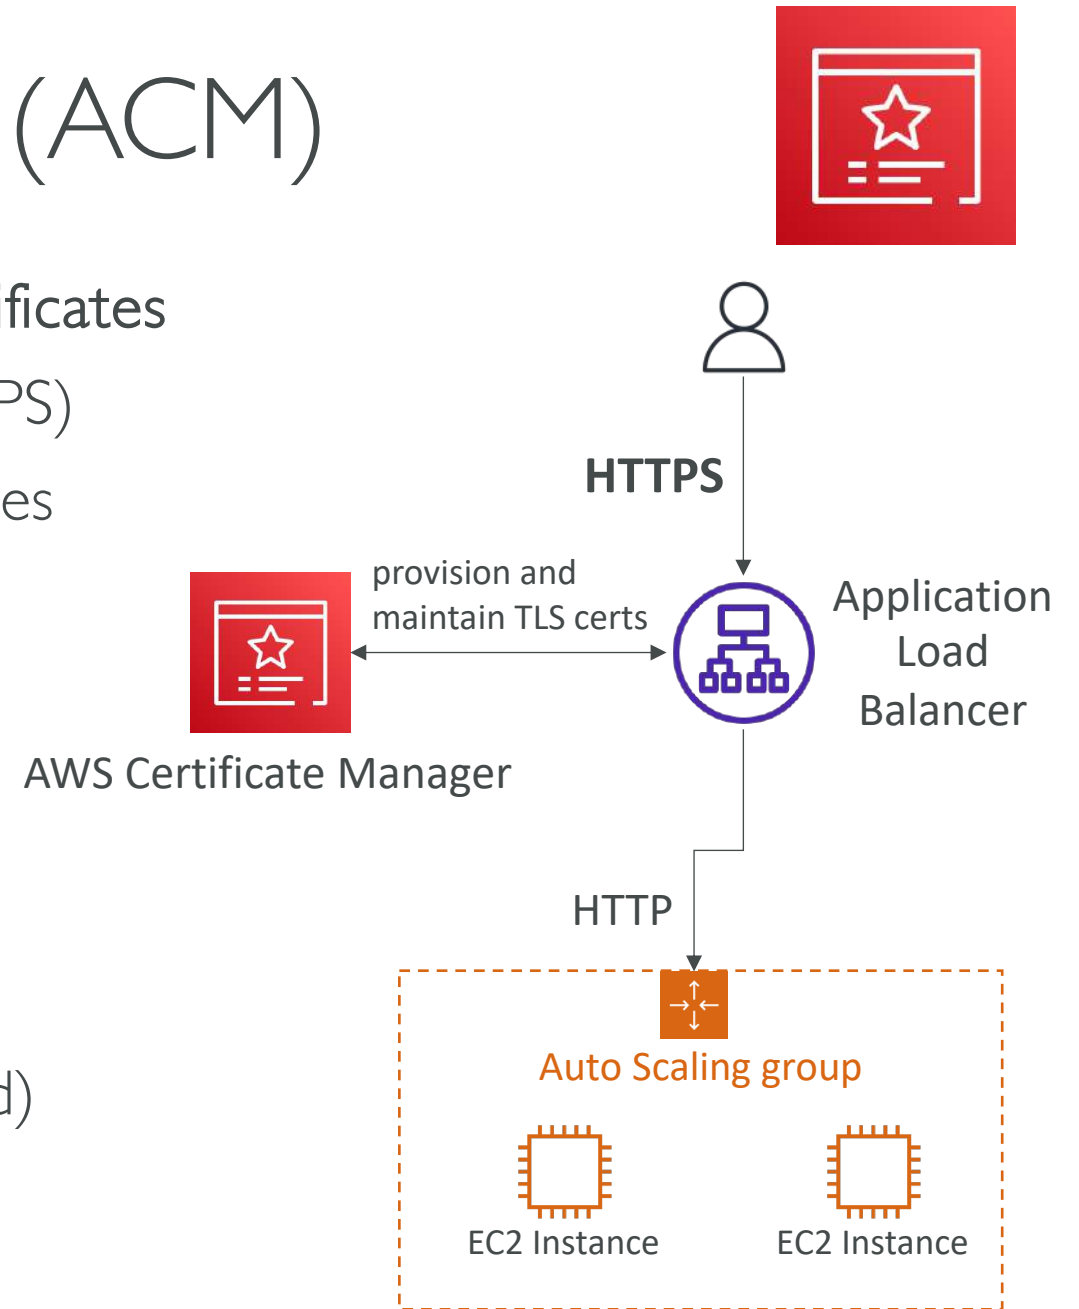 (ACM)
ificates
PS)
es
HTTPS
provision and
maintain TLS certs
Application
Load
Balancer
AWS Certificate Manager
HTTP
d)
Auto Scaling group
EC2 Instance
EC2 Instance